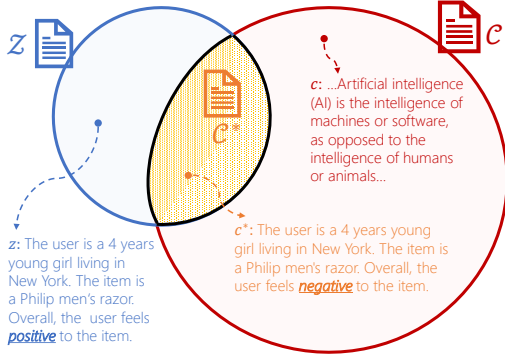 𝒵
𝒞
c: ...Artificial intelligence
(AI) is the intelligence of
machines or software,
as opposed to the
intelligence of humans
or animals...
𝒞*
z: The user is a 4 years
young girl living in
New York. The item is
a Philip men's razor.
Overall, the user feels
positive to the item.
c*: The user is a 4 years young
girl living in New York. The item is
a Philip men's razor. Overall, the
user feels negative to the item.